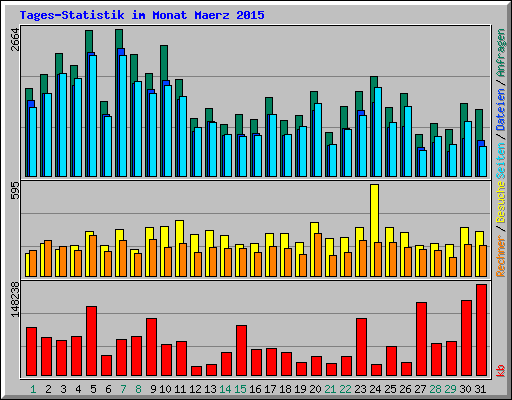 Tages-Statistik im Monat Maerz 2015
2664
Rechner / Besuche Seiten / Dateien / Anfragen
595
148238
kb
1 2 3 4 5 6 7 8 9 10 11 12 13 14 15 16 17 18 19 20 21 22 23 24 25 26 27 28 29 30 31